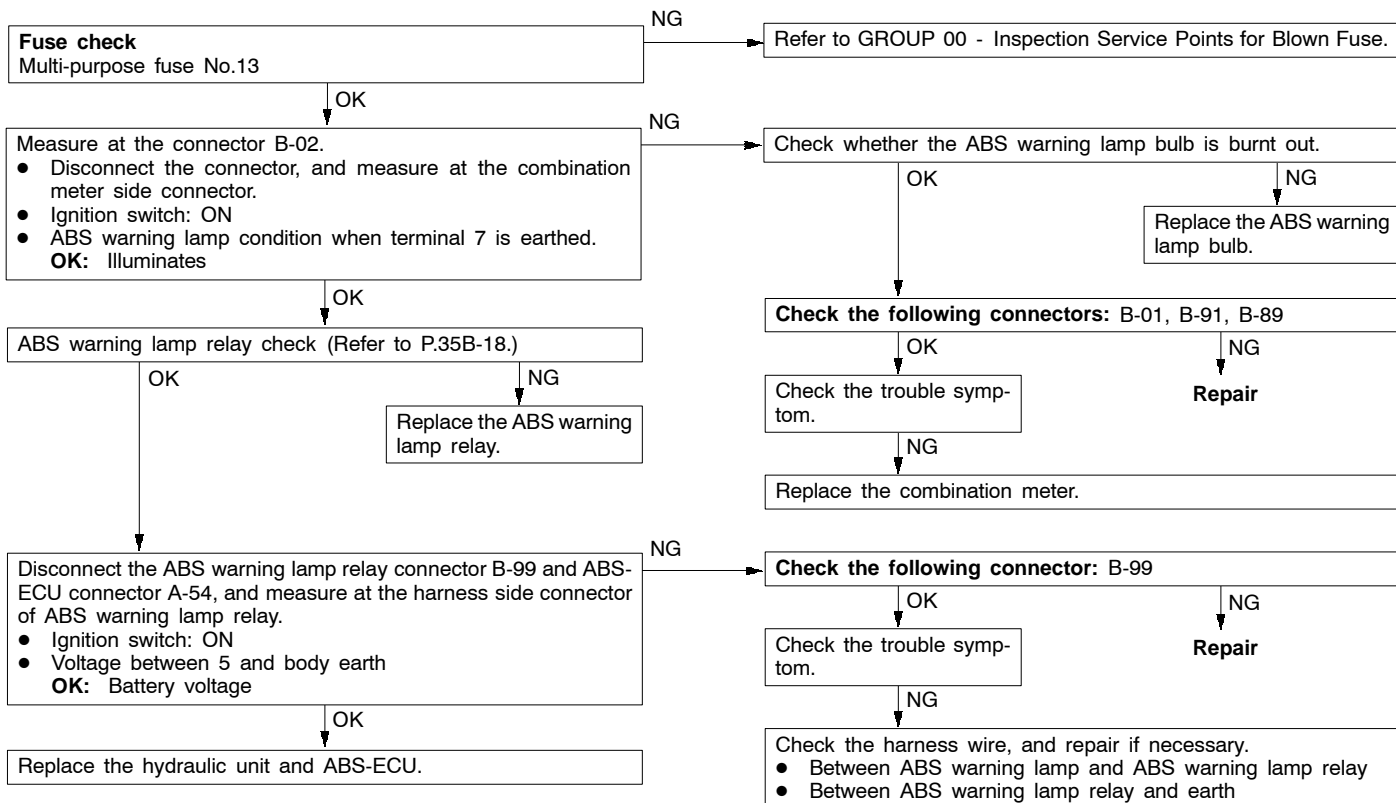 Fuse check
Multi-purpose fuse No.13
NG
Refer to GROUP 00 - Inspection Service Points for Blown Fuse.
OK
Measure at the connector B-02.
● Disconnect the connector, and measure at the combination
meter side connector.
● Ignition switch: ON
● ABS warning lamp condition when terminal 7 is earthed.
OK: Illuminates
NG
Check whether the ABS warning lamp bulb is burnt out.
OK
NG
Replace the ABS warning
lamp bulb.
Check the following connectors: B-01, B-91, B-89
OK
NG
Check the trouble symp-
tom.
Repair
NG
Replace the combination meter.
OK
ABS warning lamp relay check (Refer to P.35B-18.)
OK
NG
Replace the ABS warning
lamp relay.
Disconnect the ABS warning lamp relay connector B-99 and ABS-
ECU connector A-54, and measure at the harness side connector
of ABS warning lamp relay.
● Ignition switch: ON
● Voltage between 5 and body earth
OK: Battery voltage
NG
Check the following connector: B-99
OK
NG
Check the trouble symp-
tom.
Repair
NG
Check the harness wire, and repair if necessary.
● Between ABS warning lamp and ABS warning lamp relay
● Between ABS warning lamp relay and earth
OK
Replace the hydraulic unit and ABS-ECU.